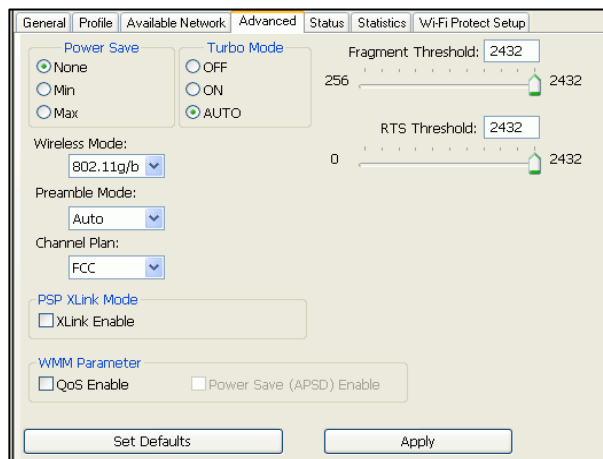 General Profile Available Network Advanced Status Statistics Wi-Fi Protect Setup
Power Save
None
Min
Max
Turbo Mode
OFF
ON
AUTO
Fragment Threshold: 2432
256 2432
RTS Threshold: 2432
0 2432
Wireless Mode:
802.11g/b
Preamble Mode:
Auto
Channel Plan:
FCC
PSP XLink Mode
XLink Enable
WMM Parameter
QoS Enable Power Save (APSD) Enable
Set Defaults Apply